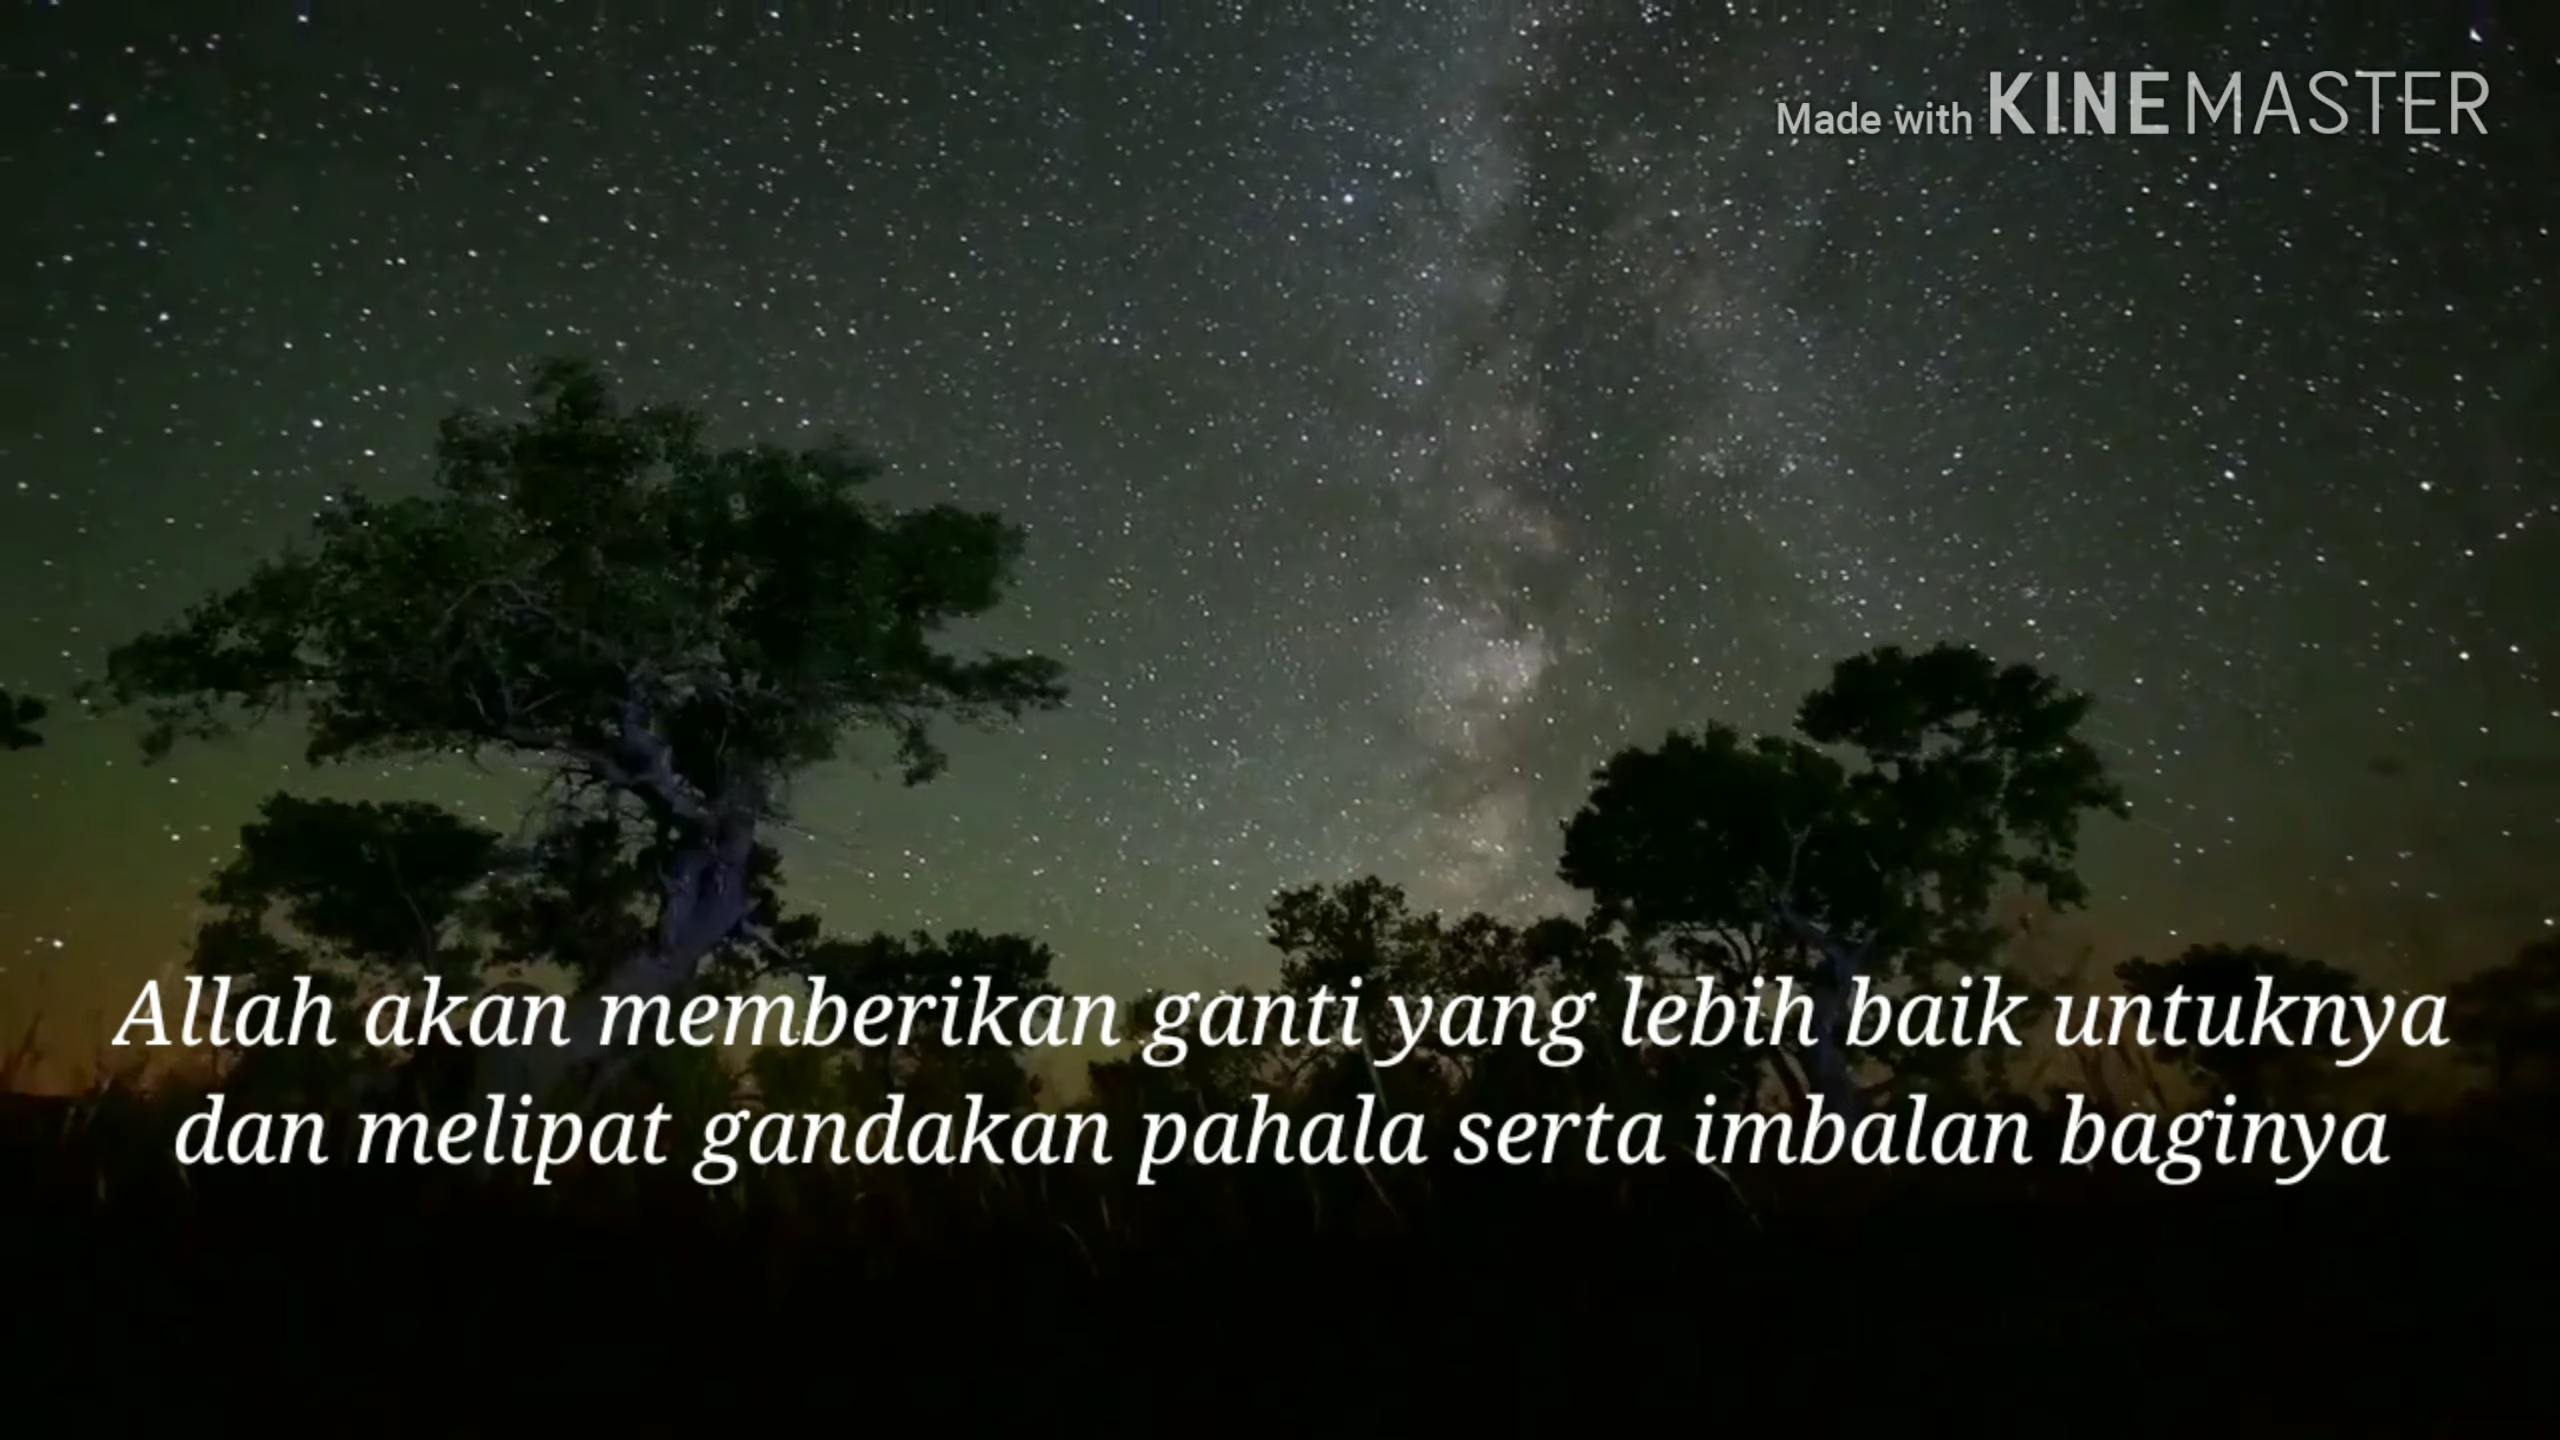 Made with KINEMASTER
Allah akan memberikan ganti yang lebih baik untuknya
dan melipat gandakan pahala serta imbalan baginya